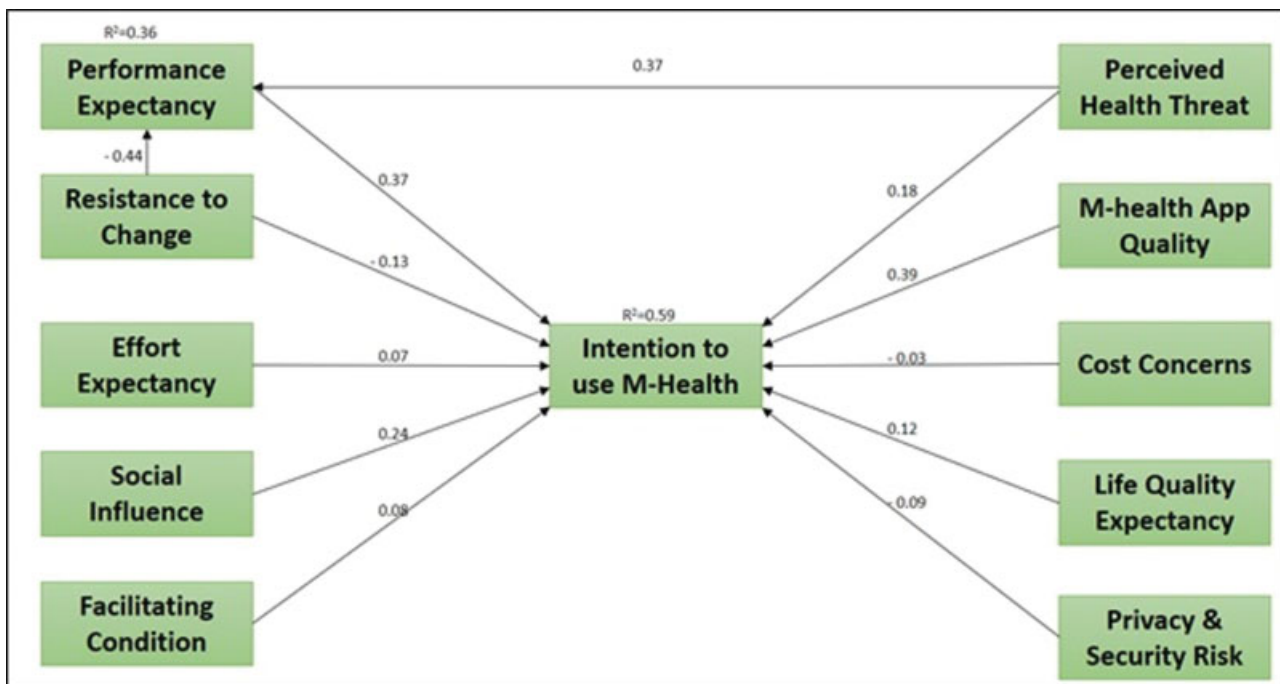 R²=0.36
Performance
Expectancy
0.37
Perceived
Health Threat
- 0.44
Resistance to
Change
0.37
0.18
M-health App
Quality
- 0.13
0.39
R²=0.59
Effort
Expectancy
0.07
Intention to
use M-Health
- 0.03
Cost Concerns
Social
Influence
0.24
0.12
Life Quality
Expectancy
0.08
- 0.09
Facilitating
Condition
Privacy &
Security Risk